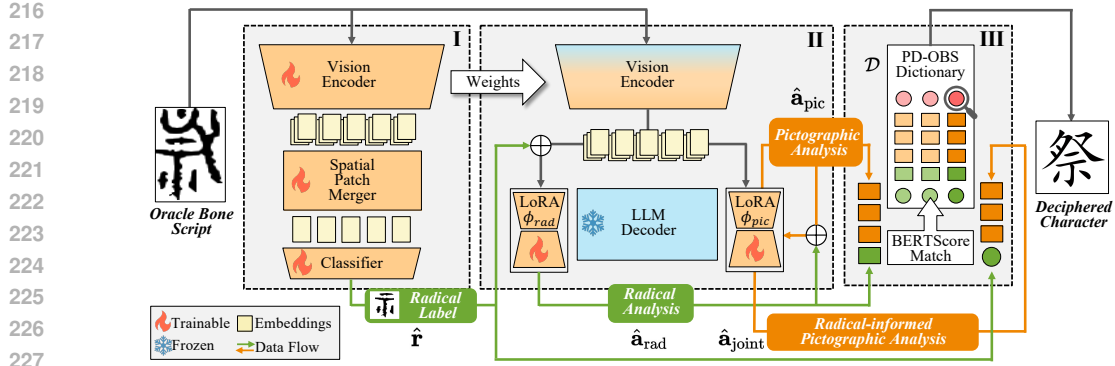 216
217
218
219
220
221
222
223
224
225
226
227
I
Vision
Encoder
Spatial
Patch
Merger
Classifier
Oracle Bone
Script
Radical
Label
r̂
Trainable
Embeddings
Frozen
Data Flow
Weights
II
Vision
Encoder
LoRA
ϕ_rad
LLM
Decoder
LoRA
ϕ_pic
â_pic
Pictographic
Analysis
Radical
Analysis
â_rad
â_joint
Radical-informed
Pictographic Analysis
III
𝒟
PD-OBS
Dictionary
BERTScore
Match
祭
Deciphered
Character